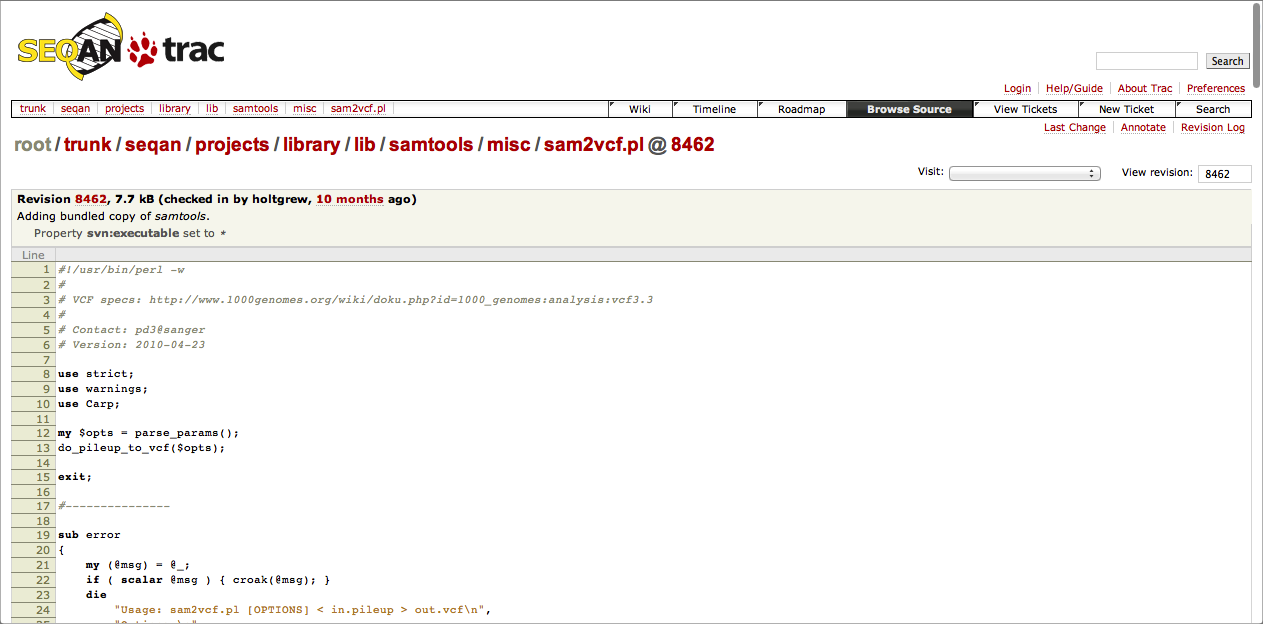 SEQAN trac
Search
Login Help/Guide About Trac Preferences
trunk seqan projects library lib samtools misc sam2vcf.pl Wiki Timeline Roadmap Browse Source View Tickets New Ticket Search
Last Change Annotate Revision Log
root/trunk/seqan/projects/library/lib/samtools/misc/sam2vcf.pl @ 8462
Visit: View revision: 8462
Revision 8462, 7.7 kB (checked in by holtgrew, 10 months ago)
Adding bundled copy of samtools.
Property svn:executable set to *
Line
1 #!/usr/bin/perl -w
2 #
3 # VCF specs: http://www.1000genomes.org/wiki/doku.php?id=1000_genomes:analysis:vcf3.3
4 #
5 # Contact: pd3@sanger
6 # Version: 2010-04-23
7
8 use strict;
9 use warnings;
10 use Carp;
11
12 my $opts = parse_params();
13 do_pileup_to_vcf($opts);
14
15 exit;
16
17 #---------------
18
19 sub error
20 {
21 my (@msg) = @_;
22 if ( scalar @msg ) { croak(@msg); }
23 die
24 "Usage: sam2vcf.pl [OPTIONS] < in.pileup > out.vcf\n",